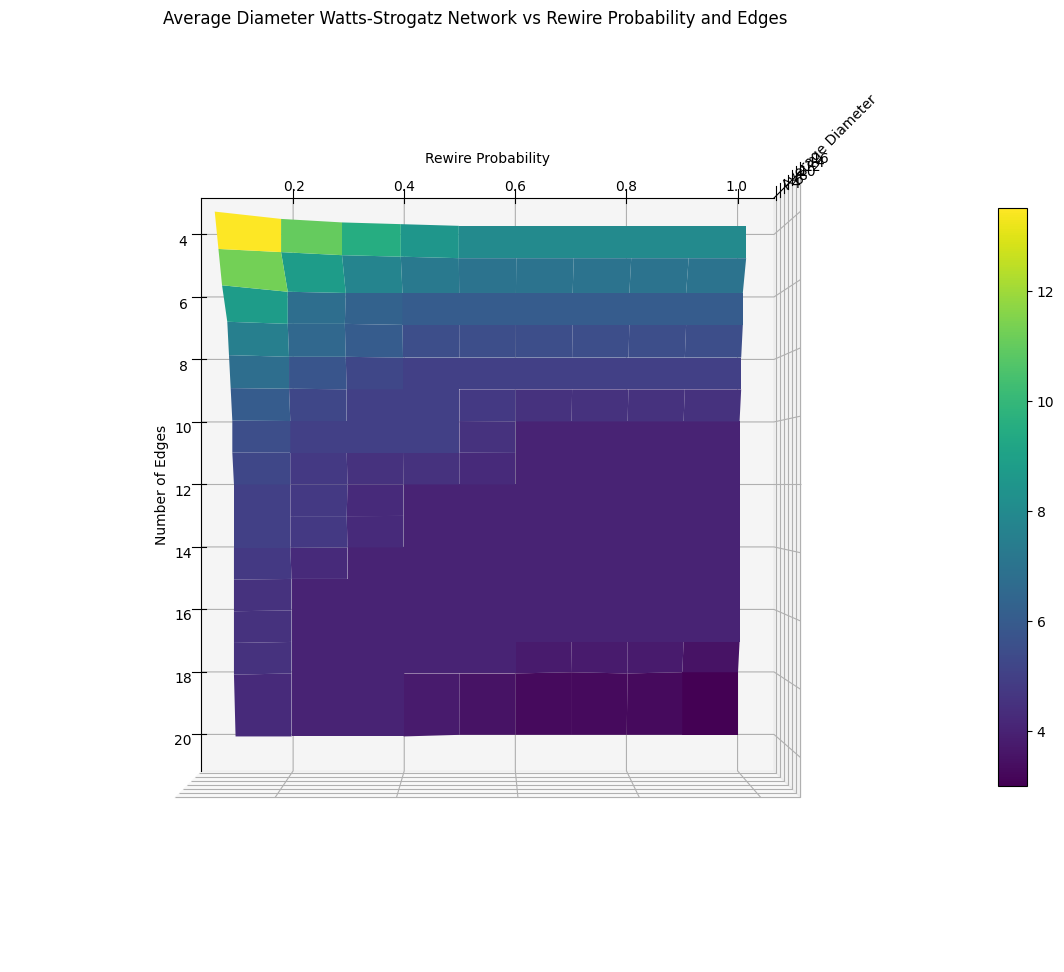 Average Diameter Watts-Strogatz Network vs Rewire Probability and Edges
Average Diameter
Rewire Probability
0.2 0.4 0.6 0.8 1.0
Number of Edges
4
6
8
10
12
14
16
18
20
12
10
8
6
4